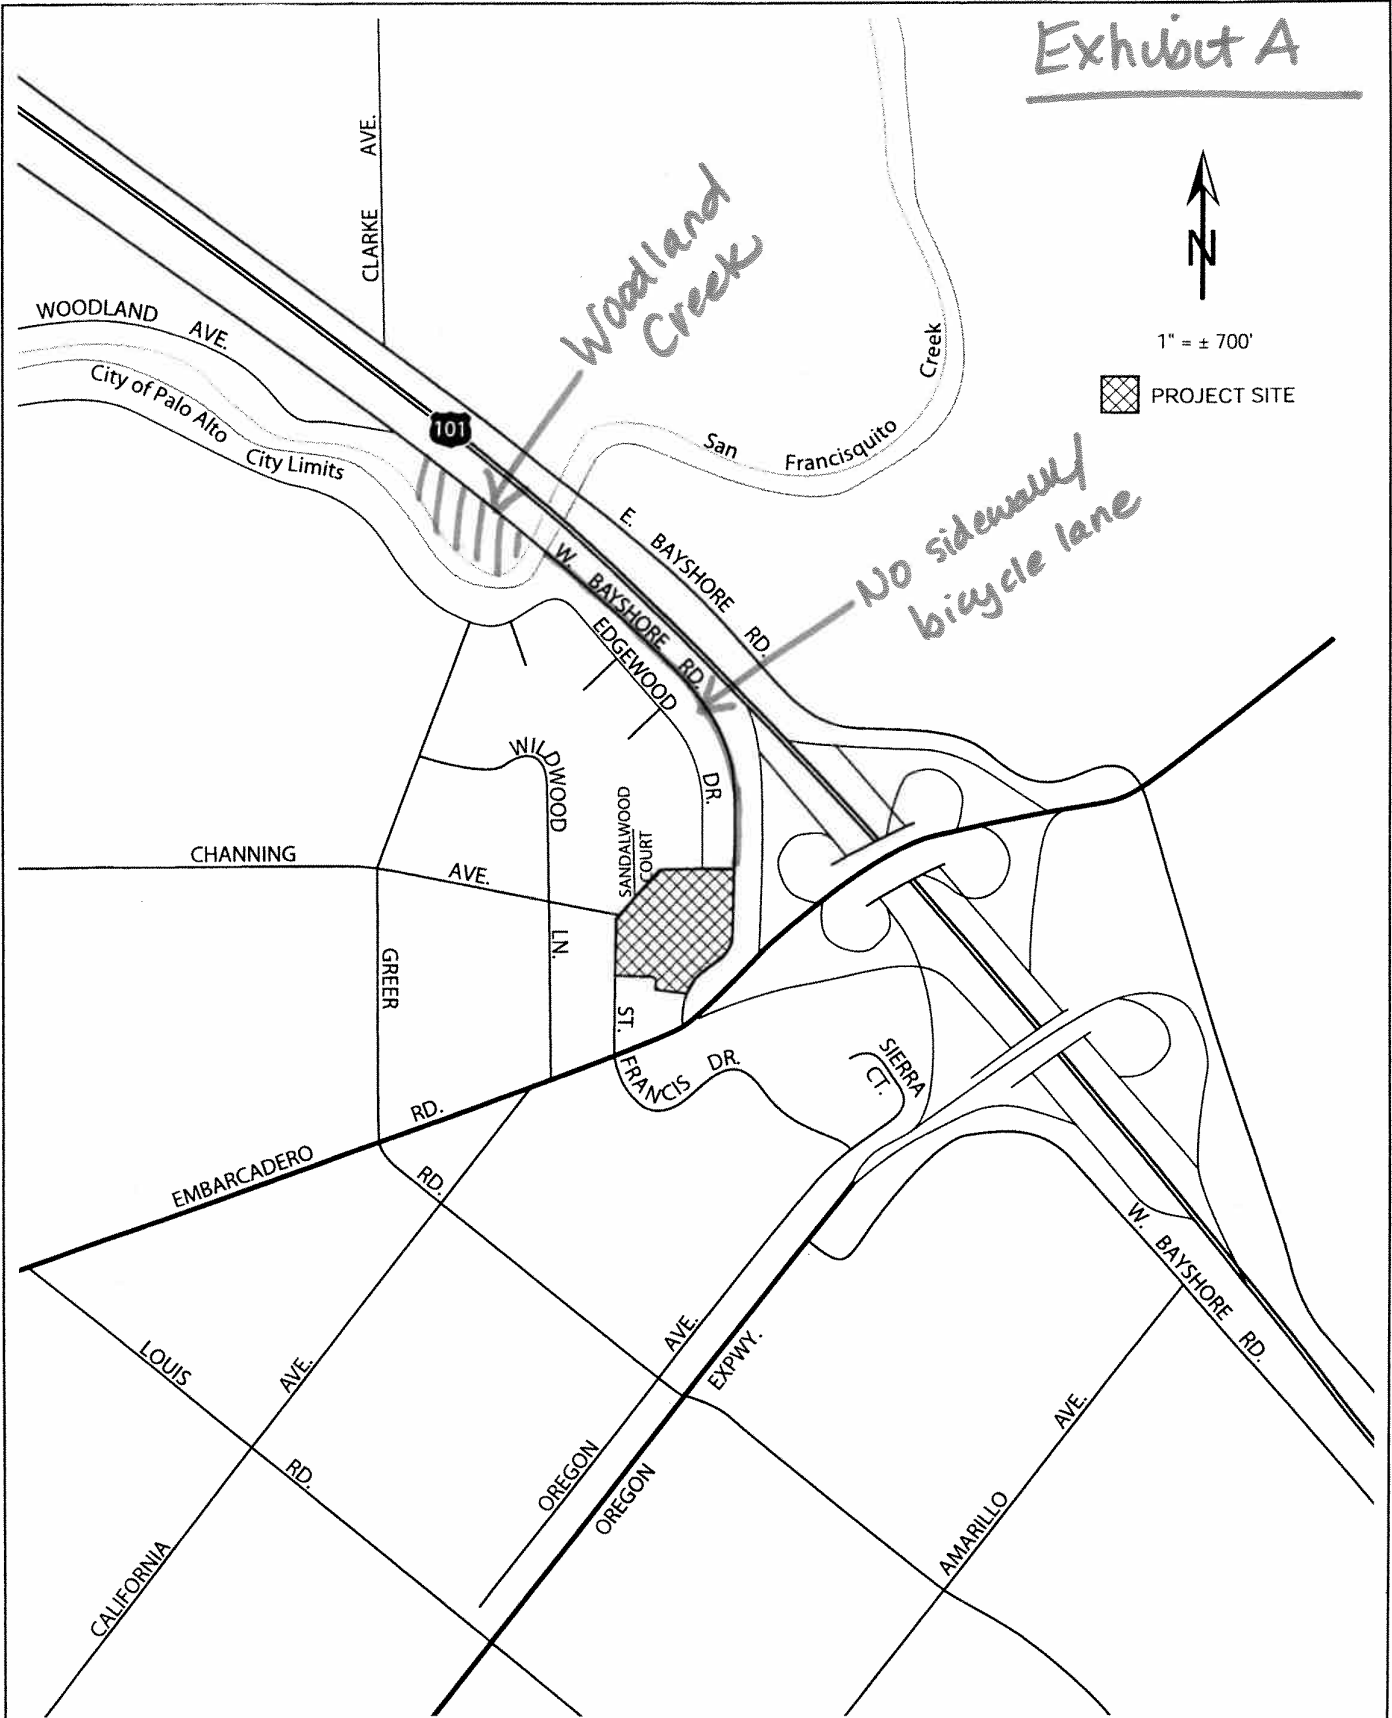 Exhibit A
CLARKE AVE.
Woodland
Creek
N
1" = ± 700'
PROJECT SITE
WOODLAND AVE.
City of Palo Alto
City Limits
101
Creek
San Francisquito
No sidewalk/
bicycle lane
E. BAYSHORE RD.
W. BAYSHORE RD.
EDGEWOOD DR.
WILDWOOD LN.
SANDALWOOD
COURT
CHANNING AVE.
GREER RD.
ST. FRANCIS DR.
SIERRA
CT.
EMBARCADERO RD.
W. BAYSHORE RD.
LOUIS RD.
CALIFORNIA AVE.
OREGON AVE.
OREGON EXPWY.
AMARILLO AVE.